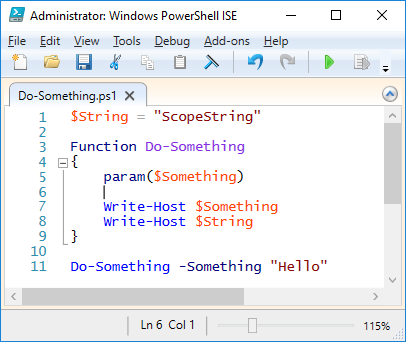 Administrator: Windows PowerShell ISE
File Edit View Tools Debug Add-ons Help
Do-Something.ps1
1 $String = "ScopeString"
2
3 Function Do-Something
4 {
5 param($Something)
6
7 Write-Host $Something
8 Write-Host $String
9 }
10
11 Do-Something -Something "Hello"
Ln 6 Col 1 115%